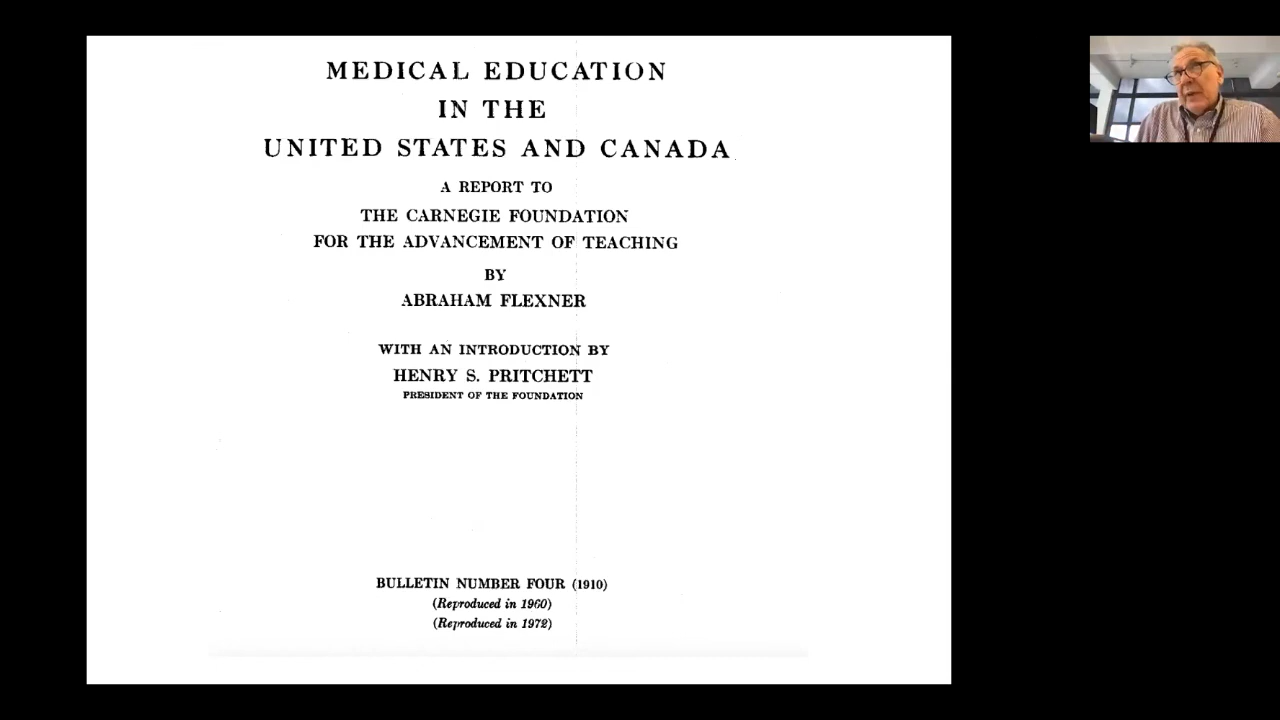 MEDICAL EDUCATION
IN THE
UNITED STATES AND CANADA
A REPORT TO
THE CARNEGIE FOUNDATION
FOR THE ADVANCEMENT OF TEACHING
BY
ABRAHAM FLEXNER
WITH AN INTRODUCTION BY
HENRY S. PRITCHETT
PRESIDENT OF THE FOUNDATION
BULLETIN NUMBER FOUR (1910)
(Reproduced in 1960)
(Reproduced in 1972)